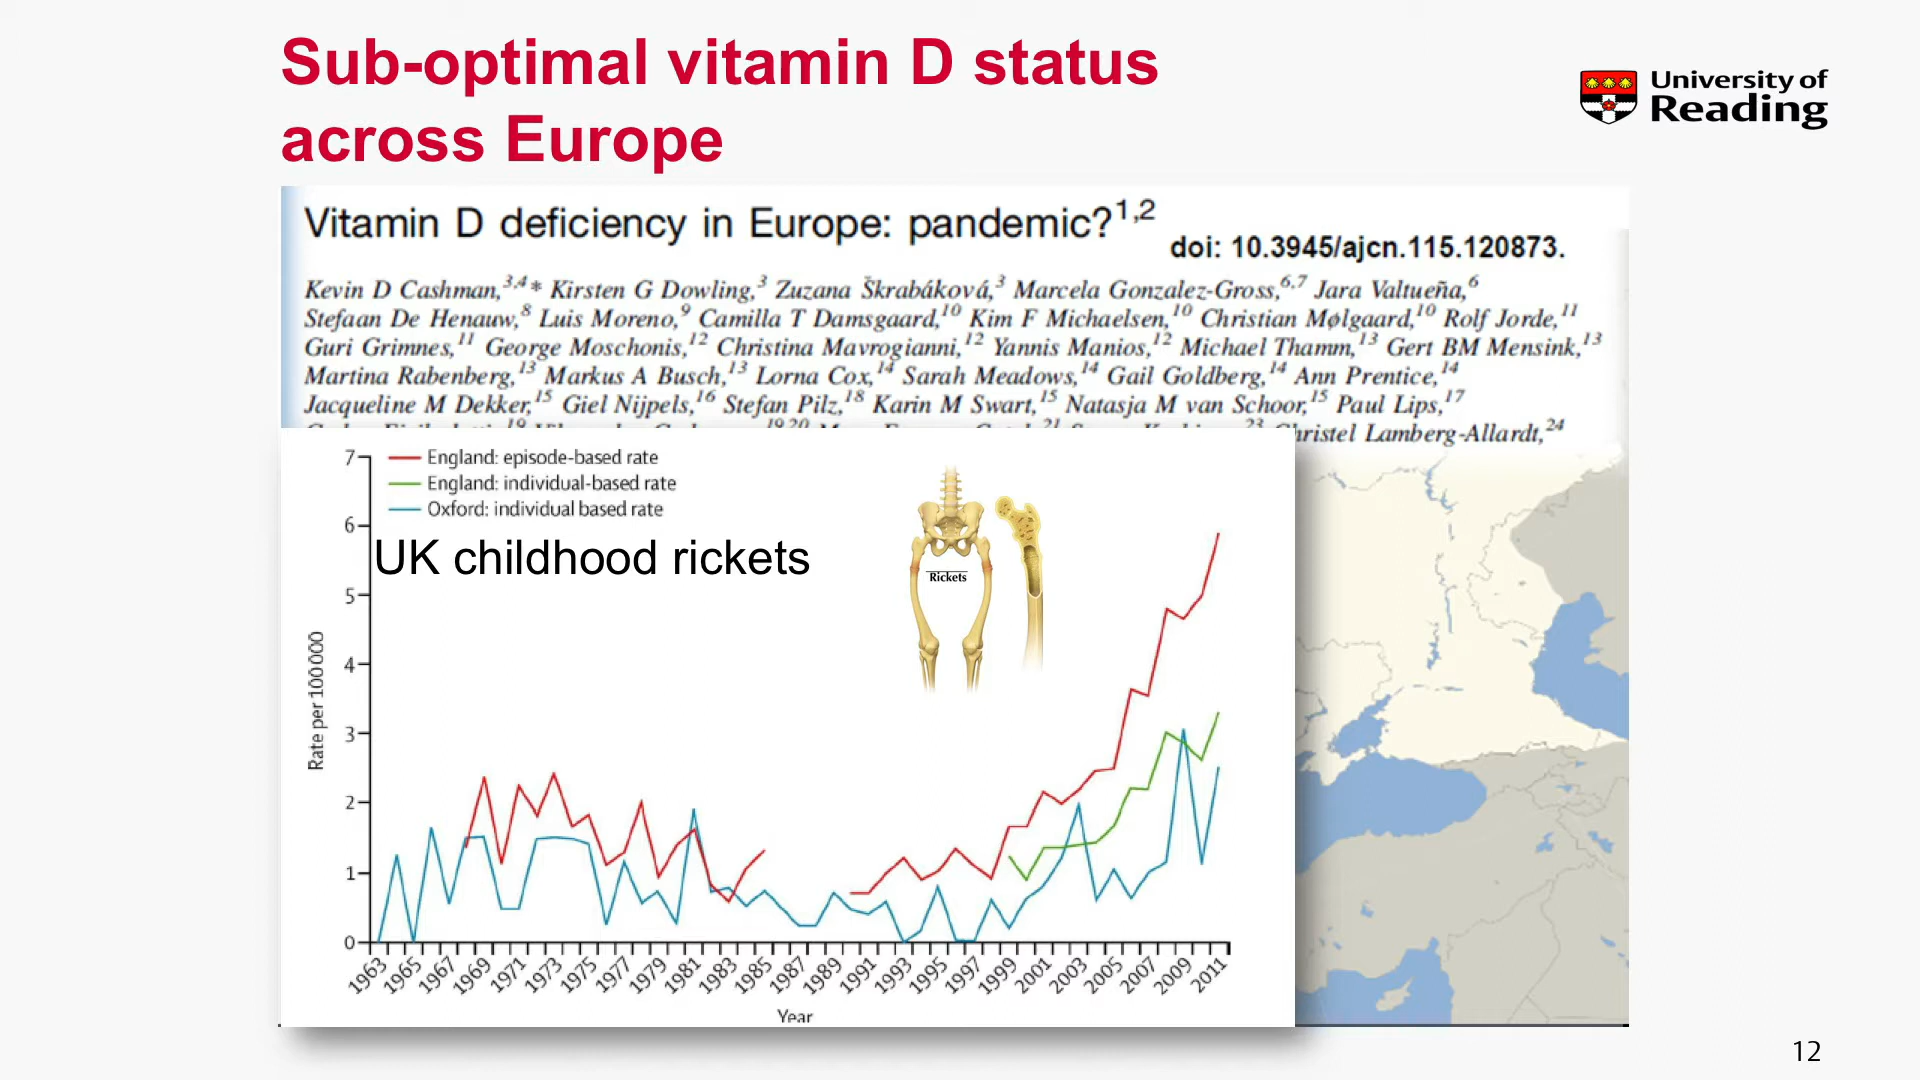 Sub-optimal vitamin D status
across Europe
University of
Reading
Vitamin D deficiency in Europe: pandemic?1,2
doi: 10.3945/ajcn.115.120873.
Kevin D Cashman,3,4* Kirsten G Dowling,3 Zuzana Škrabáková,3 Marcela Gonzalez-Gross,6,7 Jara Valtueña,6
Stefaan De Henauw,8 Luis Moreno,9 Camilla T Damsgaard,10 Kim F Michaelsen,10 Christian Mølgaard,10 Rolf Jorde,11
Guri Grimnes,11 George Moschonis,12 Christina Mavrogianni,12 Yannis Manios,12 Michael Thamm,13 Gert BM Mensink,13
Martina Rabenberg,13 Markus A Busch,13 Lorna Cox,14 Sarah Meadows,14 Gail Goldberg,14 Ann Prentice,14
Jacqueline M Dekker,15 Giel Nijpels,16 Stefan Pilz,18 Karin M Swart,15 Natasja M van Schoor,15 Paul Lips,17
Christel Lamberg-Allardt,24
England: episode-based rate
England: individual-based rate
Oxford: individual based rate
UK childhood rickets
Rickets
Rate per 100 000
7
6
5
4
3
2
1
0
1963 1965 1967 1969 1971 1973 1975 1977 1979 1981 1983 1985 1987 1989 1991 1993 1995 1997 1999 2001 2003 2005 2007 2009 2011
Year
12